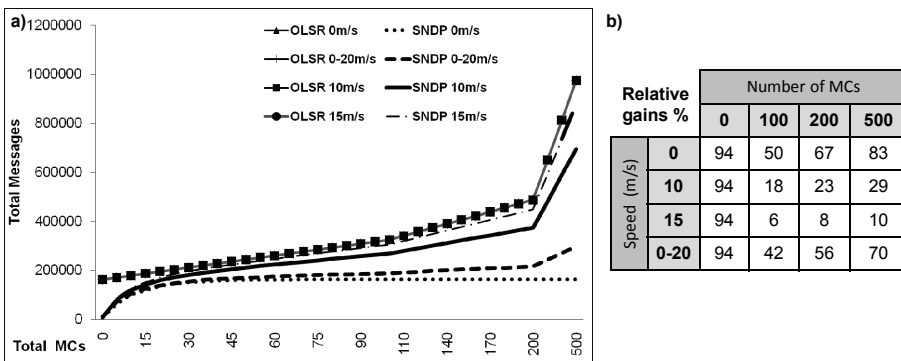 a)
1200000
1000000
800000
600000
400000
200000
0
Total Messages
OLSR 0m/s
SNDP 0m/s
OLSR 0-20m/s
SNDP 0-20m/s
OLSR 10m/s
SNDP 10m/s
OLSR 15m/s
SNDP 15m/s
Total MCs
0 15 30 45 60 75 90 110 140 170 200 500
b)
Relative gains %
Number of MCs
0 100 200 500
Speed (m/s)
0 94 50 67 83
10 94 18 23 29
15 94 6 8 10
0-20 94 42 56 70